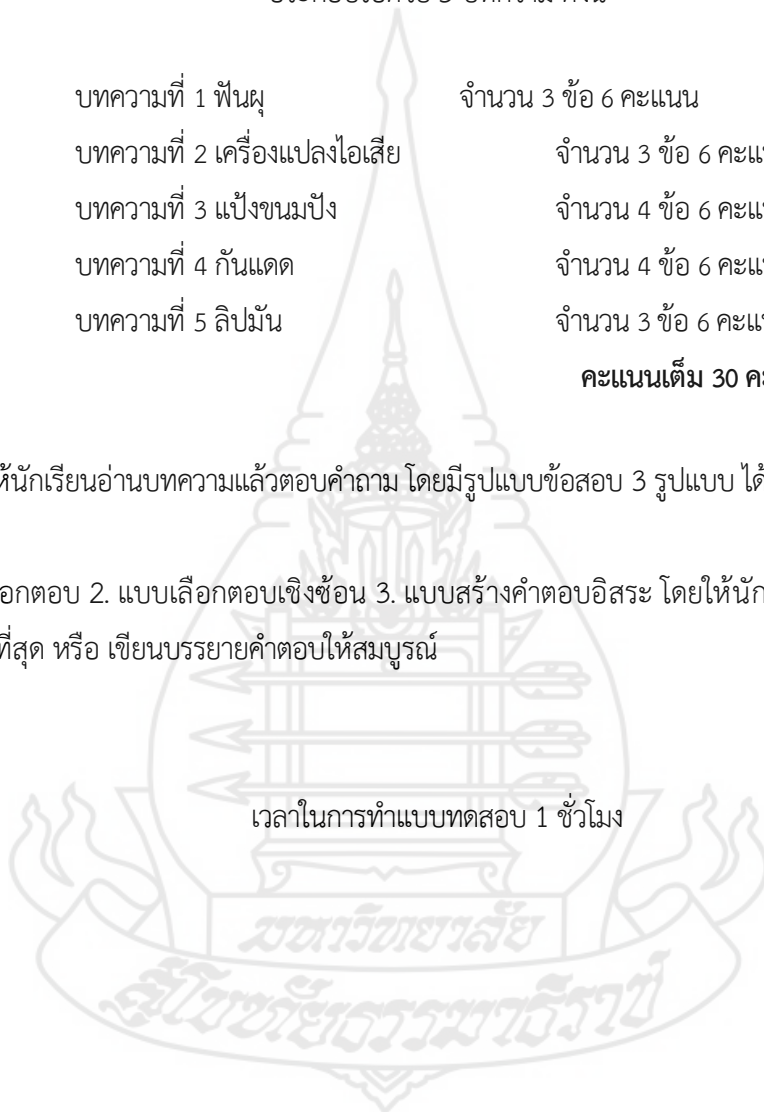 บทความที่ 1 ฟันผุ จำนวน 3 ข้อ 6 คะแนน
บทความที่ 2 เครื่องแปลงไอเสีย จำนวน 3 ข้อ 6 คะแ
บทความที่ 3 แป้งขนมปัง จำนวน 4 ข้อ 6 คะแ
บทความที่ 4 กันแดด จำนวน 4 ข้อ 6 คะแ
บทความที่ 5 ลิปมัน จำนวน 3 ข้อ 6 คะแ
คะแนนเต็ม 30 ค
ห้นักเรียนอ่านบทความแล้วตอบคำถาม โดยมีรูปแบบข้อสอบ 3 รูปแบบ ได้
อกตอบ 2. แบบเลือกตอบเชิงซ้อน 3. แบบสร้างคำตอบอิสระ โดยให้นัก
ที่สุด หรือ เขียนบรรยายคำตอบให้สมบูรณ์
เวลาในการทำแบบทดสอบ 1 ชั่วโมง
มหาวิทยาลัย
สุโขทัยธรรมาธิราช